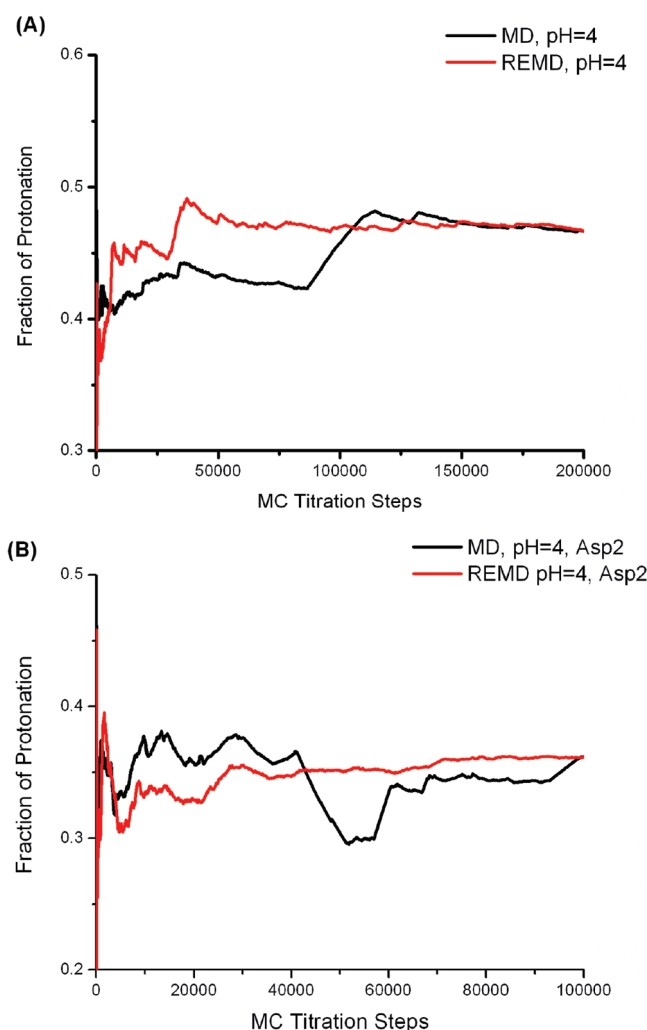 (A)
MD, pH=4
REMD, pH=4
0.6
0.5
0.4
0.3
Fraction of Protonation
0 50000 100000 150000 200000
MC Titration Steps
(B)
MD, pH=4, Asp2
REMD pH=4, Asp2
0.5
0.4
0.3
0.2
Fraction of Protonation
0 20000 40000 60000 80000 100000
MC Titration Steps